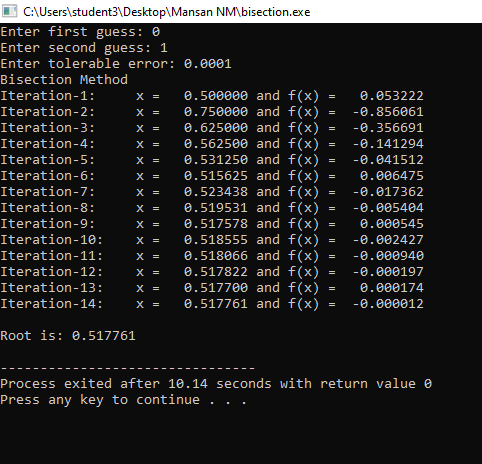 C:\Users\student3\Desktop\Mansan NM\bisection.exe
Enter first guess: 0
Enter second guess: 1
Enter tolerable error: 0.0001
Bisection Method
Iteration-1:     x =   0.500000 and f(x) =   0.053222
Iteration-2:     x =   0.750000 and f(x) =  -0.856061
Iteration-3:     x =   0.625000 and f(x) =  -0.356691
Iteration-4:     x =   0.562500 and f(x) =  -0.141294
Iteration-5:     x =   0.531250 and f(x) =  -0.041512
Iteration-6:     x =   0.515625 and f(x) =   0.006475
Iteration-7:     x =   0.523438 and f(x) =  -0.017362
Iteration-8:     x =   0.519531 and f(x) =  -0.005404
Iteration-9:     x =   0.517578 and f(x) =   0.000545
Iteration-10:    x =   0.518555 and f(x) =  -0.002427
Iteration-11:    x =   0.518066 and f(x) =  -0.000940
Iteration-12:    x =   0.517822 and f(x) =  -0.000197
Iteration-13:    x =   0.517700 and f(x) =   0.000174
Iteration-14:    x =   0.517761 and f(x) =  -0.000012
Root is: 0.517761
--------------------------------
Process exited after 10.14 seconds with return value 0
Press any key to continue . . .